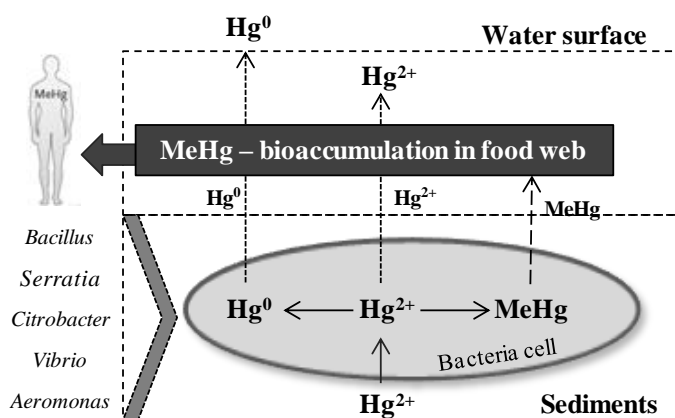 Hg⁰
Water surface
Hg²⁺
MeHg
MeHg – bioaccumulation in food web
Hg⁰
Hg²⁺
MeHg
Bacillus
Serratia
Citrobacter
Vibrio
Aeromonas
Hg⁰
Hg²⁺
MeHg
Bacteria cell
Hg²⁺
Sediments